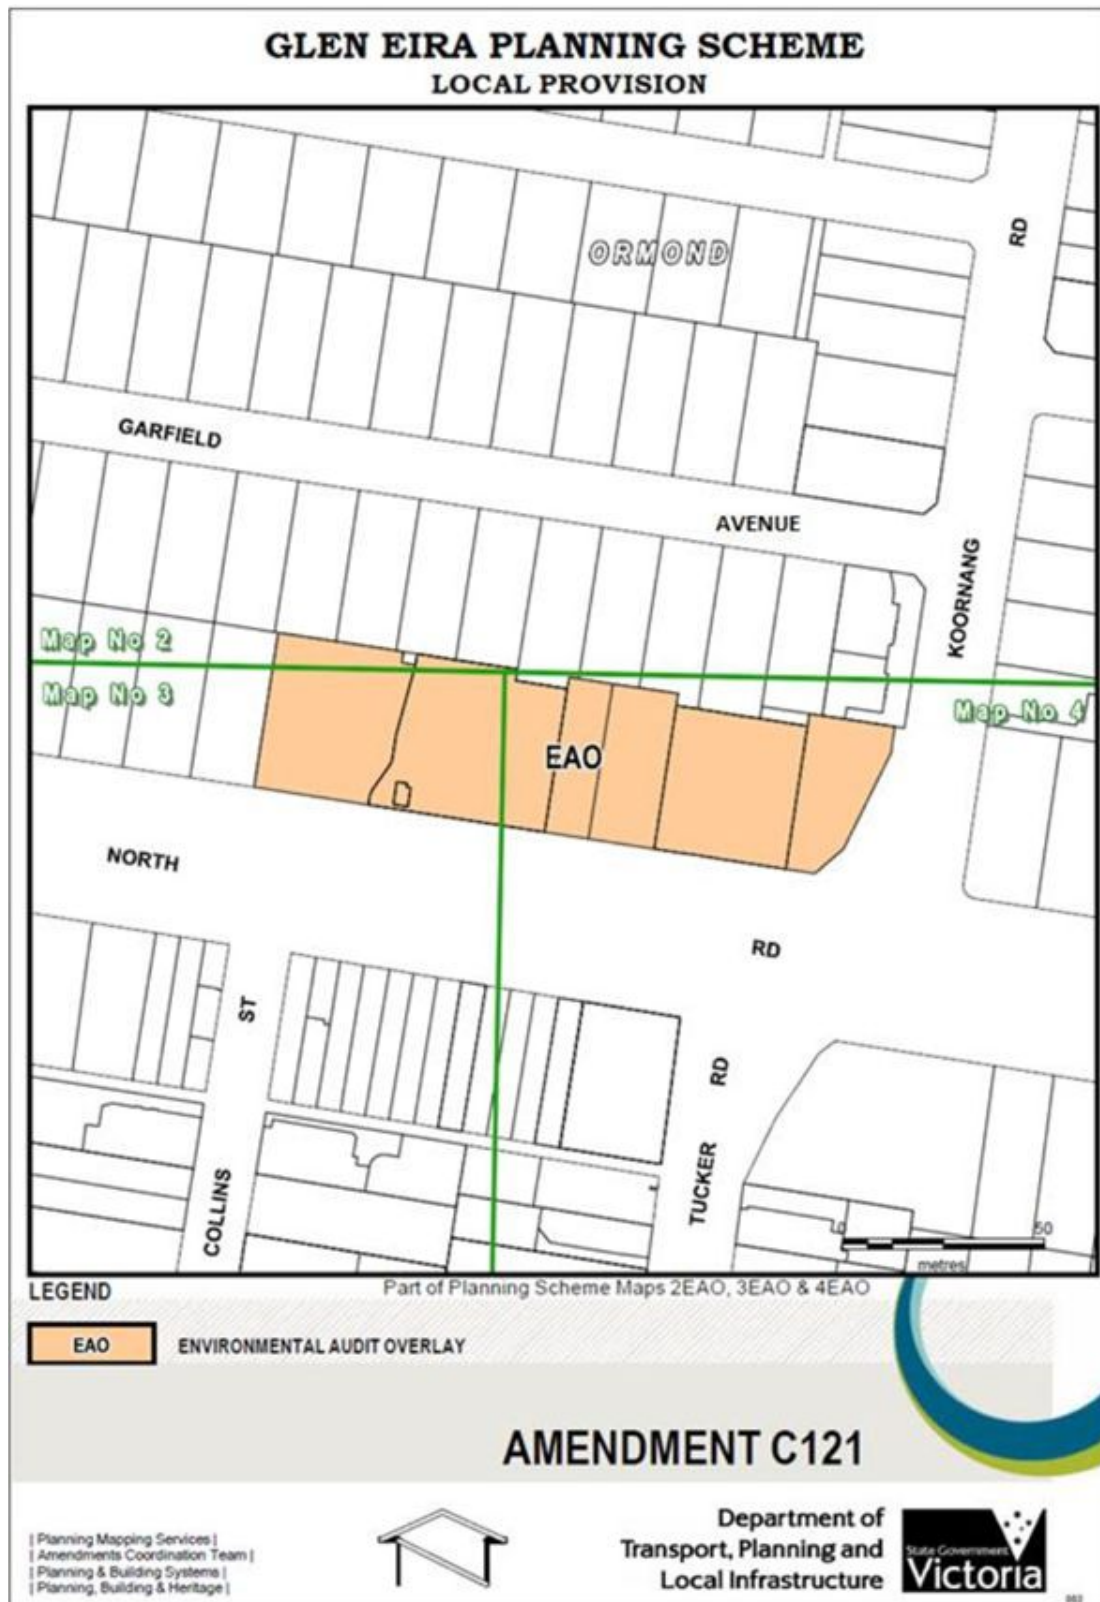 GLEN EIRA PLANNING SCHEME
LOCAL PROVISION
RD
ORMOND
GARFIELD
AVENUE
KOORNANG
Map No 2
Map No 3
Map No 4
EAO
NORTH
RD
ST
RD
TUCKER
COLLINS
0 50
metres
LEGEND
Part of Planning Scheme Maps 2EAO, 3EAO & 4EAO
EAO ENVIRONMENTAL AUDIT OVERLAY
AMENDMENT C121
| Planning Mapping Services |
| Amendments Coordination Team |
| Planning & Building Systems |
| Planning, Building & Heritage |
Department of
Transport, Planning and
Local Infrastructure
State Government
Victoria